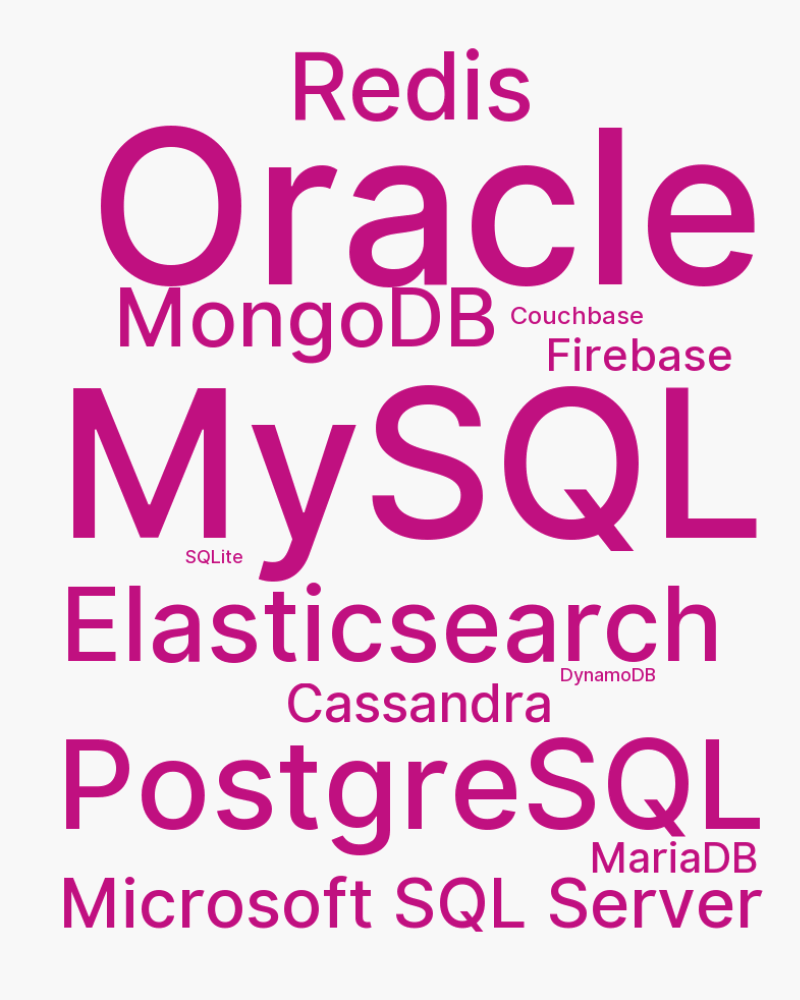 Redis
Oracle
MongoDB
Couchbase
Firebase
MySQL
SQLite
Elasticsearch
DynamoDB
Cassandra
PostgreSQL
MariaDB
Microsoft SQL Server